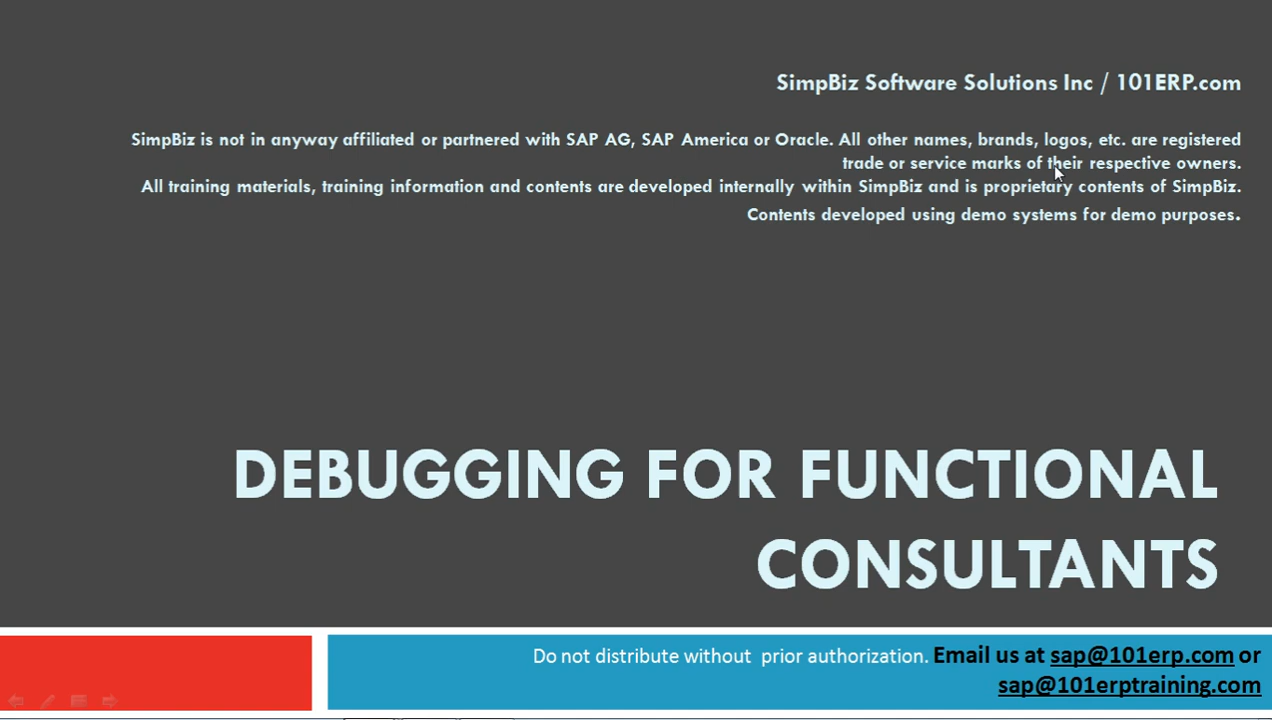 SimpBiz Software Solutions Inc / 101ERP.com
SimpBiz is not in anyway affiliated or partnered with SAP AG, SAP America or Oracle. All other names, brands, logos, etc. are registered
trade or service marks of their respective owners.
All training materials, training information and contents are developed internally within SimpBiz and is proprietary contents of SimpBiz.
Contents developed using demo systems for demo purposes.
DEBUGGING FOR FUNCTIONAL
CONSULTANTS
Do not distribute without prior authorization. Email us at sap@101erp.com or
sap@101erptraining.com